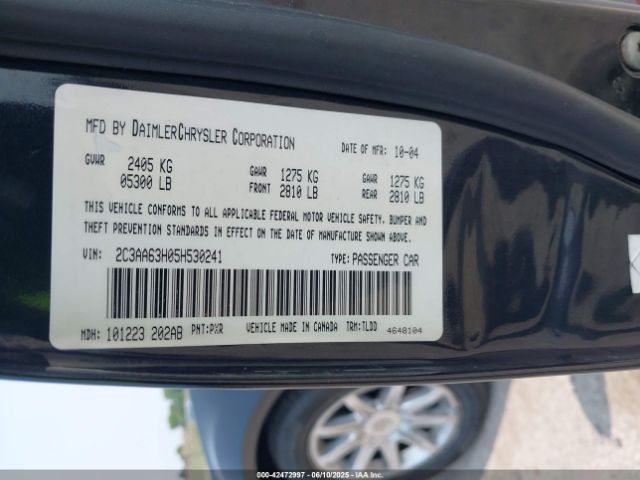 MFD BY DAIMLERCHRYSLER CORPORATION DATE OF MFR: 10-04
GVWR 2405 KG GAWR 1275 KG GAWR 1275 KG
05300 LB FRONT 2810 LB REAR 2810 LB
THIS VEHICLE CONFORMS TO ALL APPLICABLE FEDERAL MOTOR VEHICLE SAFETY, BUMPER AND
THEFT PREVENTION STANDARDS IN EFFECT ON THE DATE OF MANUFACTURE SHOWN ABOVE.
VIN: 2C3AA63H05H530241 TYPE: PASSENGER CAR
MDH: 101223 202AB PNT: PXR VEHICLE MADE IN CANADA TRM: TLDD 4648104
000-42472997 - 06/10/2025 - IAA Inc.